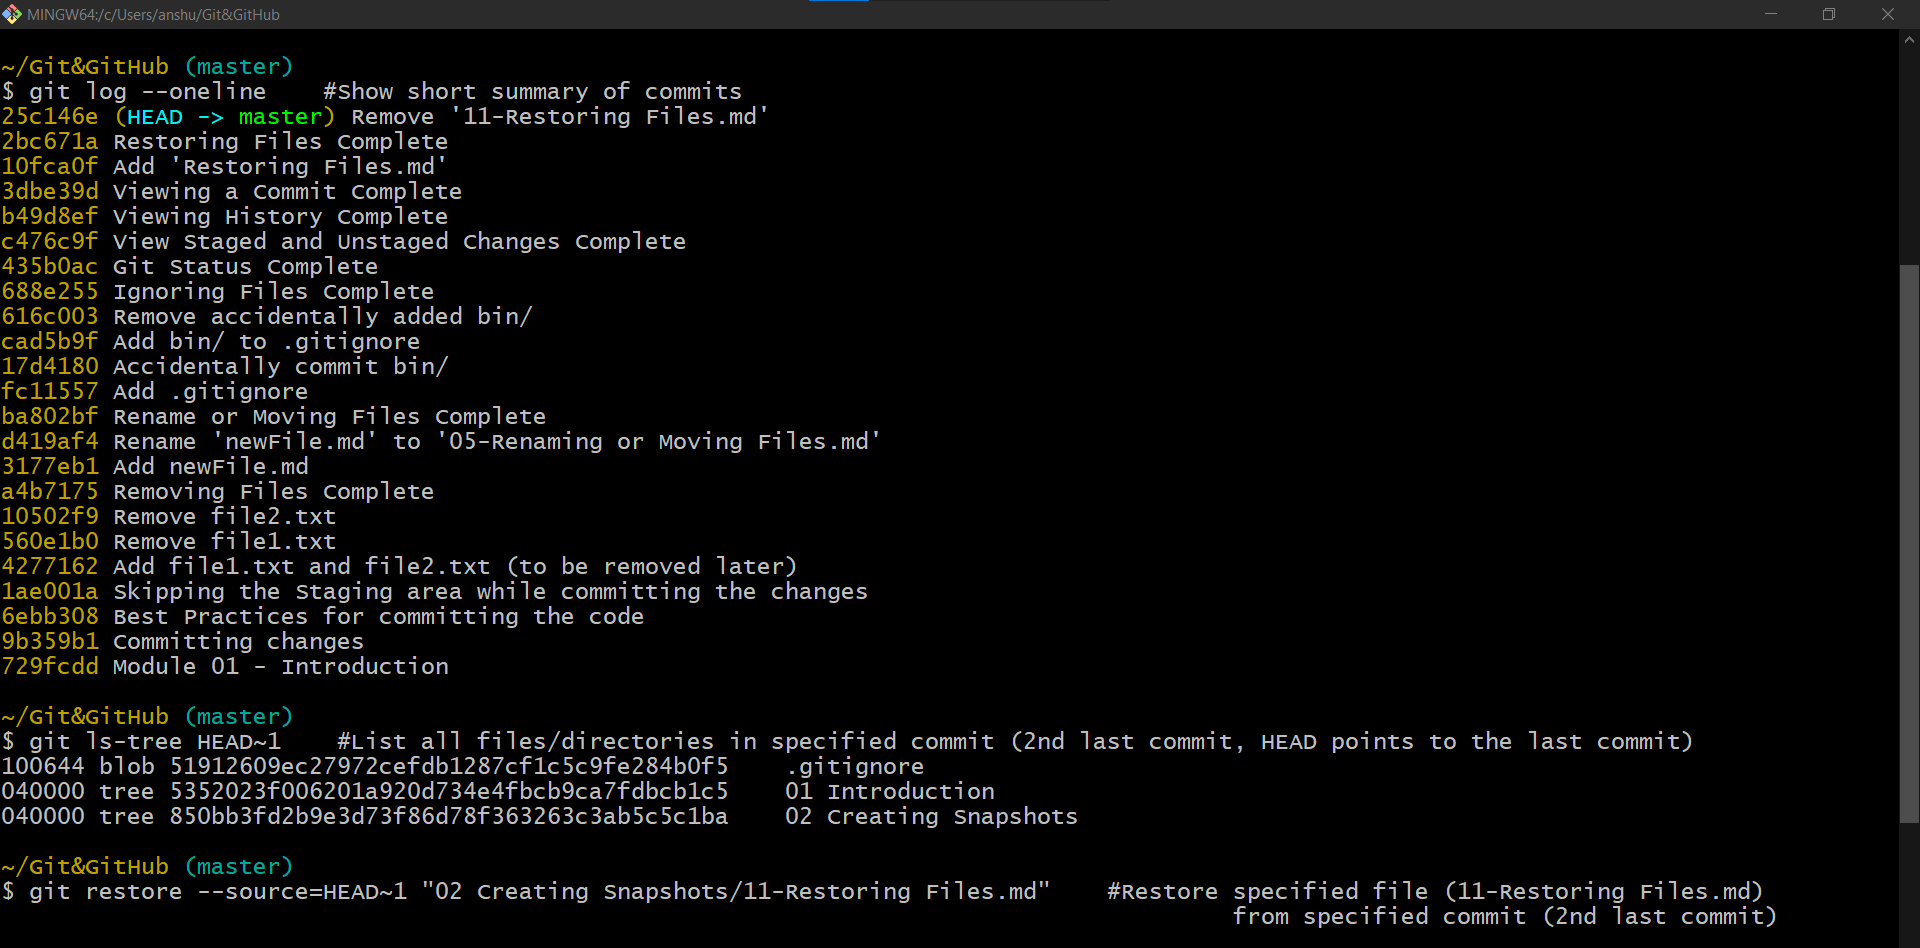 MINGW64:/c/Users/anshu/Git&GitHub
~/Git&GitHub (master)
$ git log --oneline    #Show short summary of commits
25c146e (HEAD -> master) Remove '11-Restoring Files.md'
2bc671a Restoring Files Complete
10fca0f Add 'Restoring Files.md'
3dbe39d Viewing a Commit Complete
b49d8ef Viewing History Complete
c476c9f View Staged and Unstaged Changes Complete
435b0ac Git Status Complete
688e255 Ignoring Files Complete
616c003 Remove accidentally added bin/
cad5b9f Add bin/ to .gitignore
17d4180 Accidentally commit bin/
fc11557 Add .gitignore
ba802bf Rename or Moving Files Complete
d419af4 Rename 'newFile.md' to '05-Renaming or Moving Files.md'
3177eb1 Add newFile.md
a4b7175 Removing Files Complete
10502f9 Remove file2.txt
560e1b0 Remove file1.txt
4277162 Add file1.txt and file2.txt (to be removed later)
1ae001a Skipping the Staging area while committing the changes
6ebb308 Best Practices for committing the code
9b359b1 Committing changes
729fcdd Module 01 - Introduction
~/Git&GitHub (master)
$ git ls-tree HEAD~1    #List all files/directories in specified commit (2nd last commit, HEAD points to the last commit)
100644 blob 51912609ec27972cefdb1287cf1c5c9fe284b0f5    .gitignore
040000 tree 5352023f006201a920d734e4fbcb9ca7fdbcb1c5    01 Introduction
040000 tree 850bb3fd2b9e3d73f86d78f363263c3ab5c5c1ba    02 Creating Snapshots
~/Git&GitHub (master)
$ git restore --source=HEAD~1 "02 Creating Snapshots/11-Restoring Files.md"    #Restore specified file (11-Restoring Files.md)
from specified commit (2nd last commit)